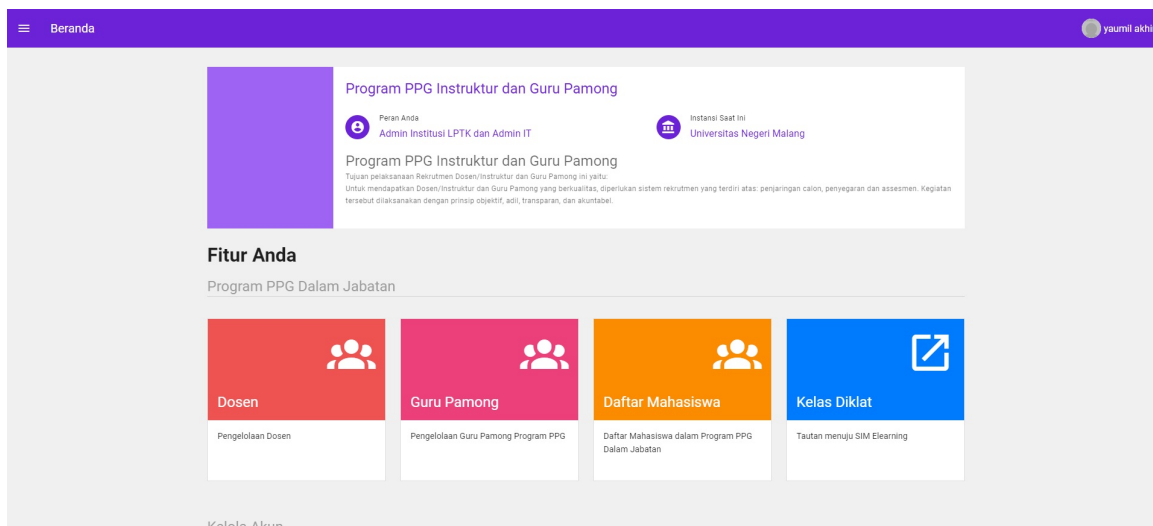 Beranda
yaumil akhi
Program PPG Instruktur dan Guru Pamong
Peran Anda
Admin Institusi LPTK dan Admin IT
Instansi Saat Ini
Universitas Negeri Malang
Program PPG Instruktur dan Guru Pamong
Tujuan pelaksanaan Rekrutmen Dosen/Instruktur dan Guru Pamong ini yaitu:
Untuk mendapatkan Dosen/Instruktur dan Guru Pamong yang berkualitas, diperlukan sistem rekrutmen yang terdiri atas: penjaringan calon, penyegaran dan assesmen. Kegiatan
tersebut dilaksanakan dengan prinsip objektif, adil, transparan, dan akuntabel.
Fitur Anda
Program PPG Dalam Jabatan
Dosen
Pengelolaan Dosen
Guru Pamong
Pengelolaan Guru Pamong Program PPG
Daftar Mahasiswa
Daftar Mahasiswa dalam Program PPG
Dalam Jabatan
Kelas Diklat
Tautan menuju SIM Elearning
Kelola Akun